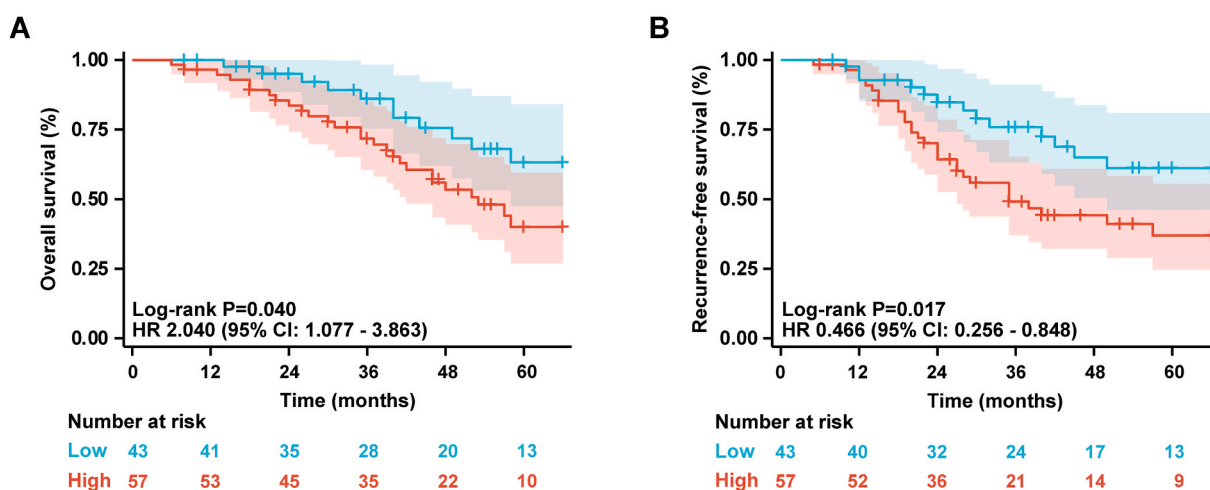 A
Overall survival (%)
1.00
0.75
0.50
0.25
0.00
Log-rank P=0.040
HR 2.040 (95% CI: 1.077 - 3.863)
0 12 24 36 48 60
Time (months)
Number at risk
Low 43 41 35 28 20 13
High 57 53 45 35 22 10
B
Recurrence-free survival (%)
1.00
0.75
0.50
0.25
0.00
Log-rank P=0.017
HR 0.466 (95% CI: 0.256 - 0.848)
0 12 24 36 48 60
Time (months)
Number at risk
Low 43 40 32 24 17 13
High 57 52 36 21 14 9